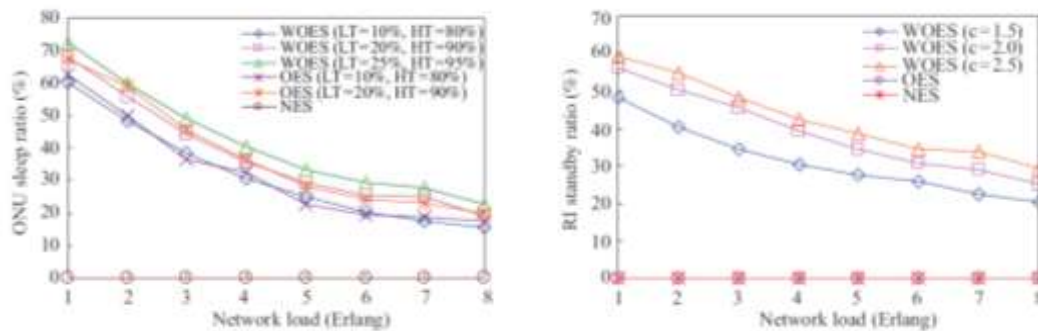 80
70
60
50
40
30
20
10
0
ONU sleep ratio (%)
WOES (LT=10%, HT=80%)
WOES (LT=20%, HT=90%)
WOES (LT=25%, HT=95%)
OES (LT=10%, HT=80%)
OES (LT=20%, HT=90%)
NES
1 2 3 4 5 6 7 8
Network load (Erlang)
70
60
50
40
30
20
10
0
RI standby ratio (%)
WOES (c=1.5)
WOES (c=2.0)
WOES (c=2.5)
OES
NES
1 2 3 4 5 6 7 8
Network load (Erlang)